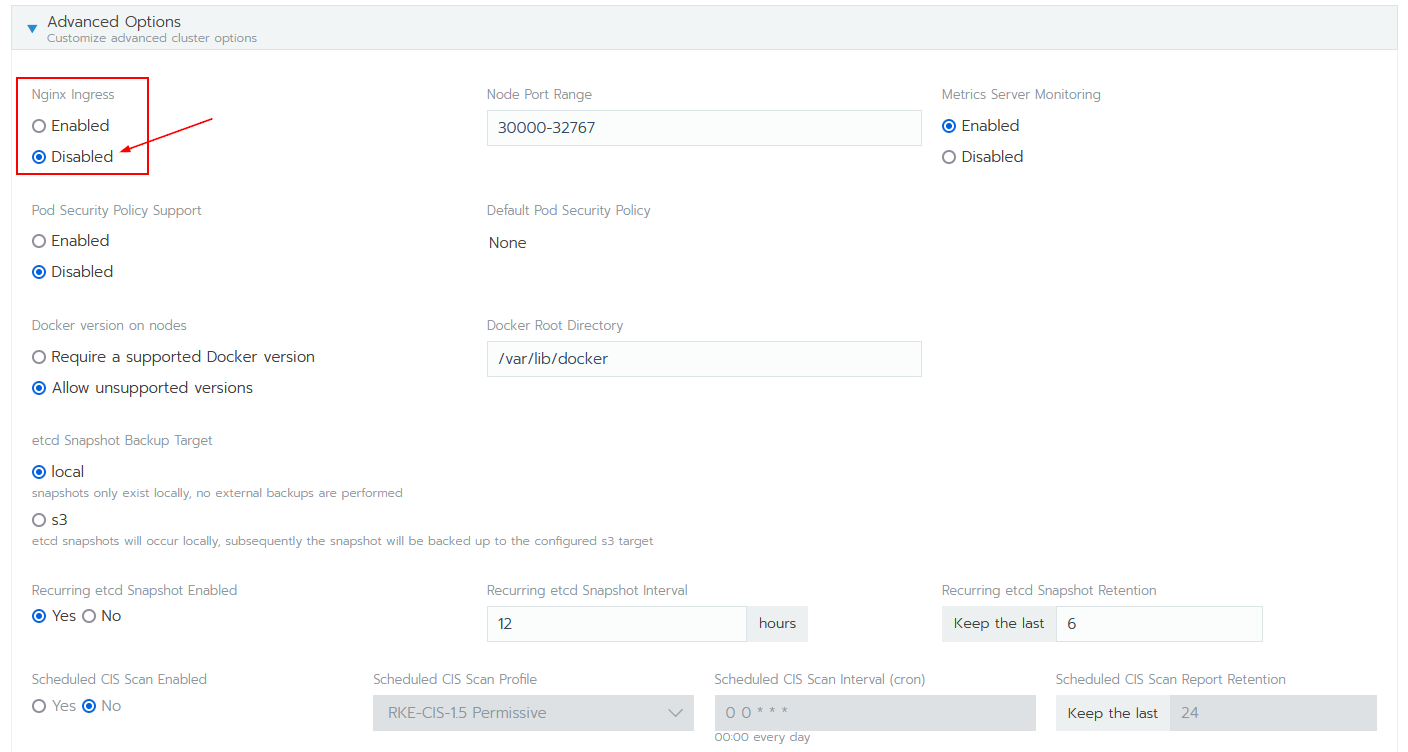 Advanced Options
Customize advanced cluster options
Nginx Ingress
Enabled
Disabled
Node Port Range
30000-32767
Metrics Server Monitoring
Enabled
Disabled
Pod Security Policy Support
Enabled
Disabled
Default Pod Security Policy
None
Docker version on nodes
Require a supported Docker version
Allow unsupported versions
Docker Root Directory
/var/lib/docker
etcd Snapshot Backup Target
local
snapshots only exist locally, no external backups are performed
s3
etcd snapshots will occur locally, subsequently the snapshot will be backed up to the configured s3 target
Recurring etcd Snapshot Enabled
Yes No
Recurring etcd Snapshot Interval
12 hours
Recurring etcd Snapshot Retention
Keep the last 6
Scheduled CIS Scan Enabled
Yes No
Scheduled CIS Scan Profile
RKE-CIS-1.5 Permissive
Scheduled CIS Scan Interval (cron)
0 0 * * *
00:00 every day
Scheduled CIS Scan Report Retention
Keep the last 24